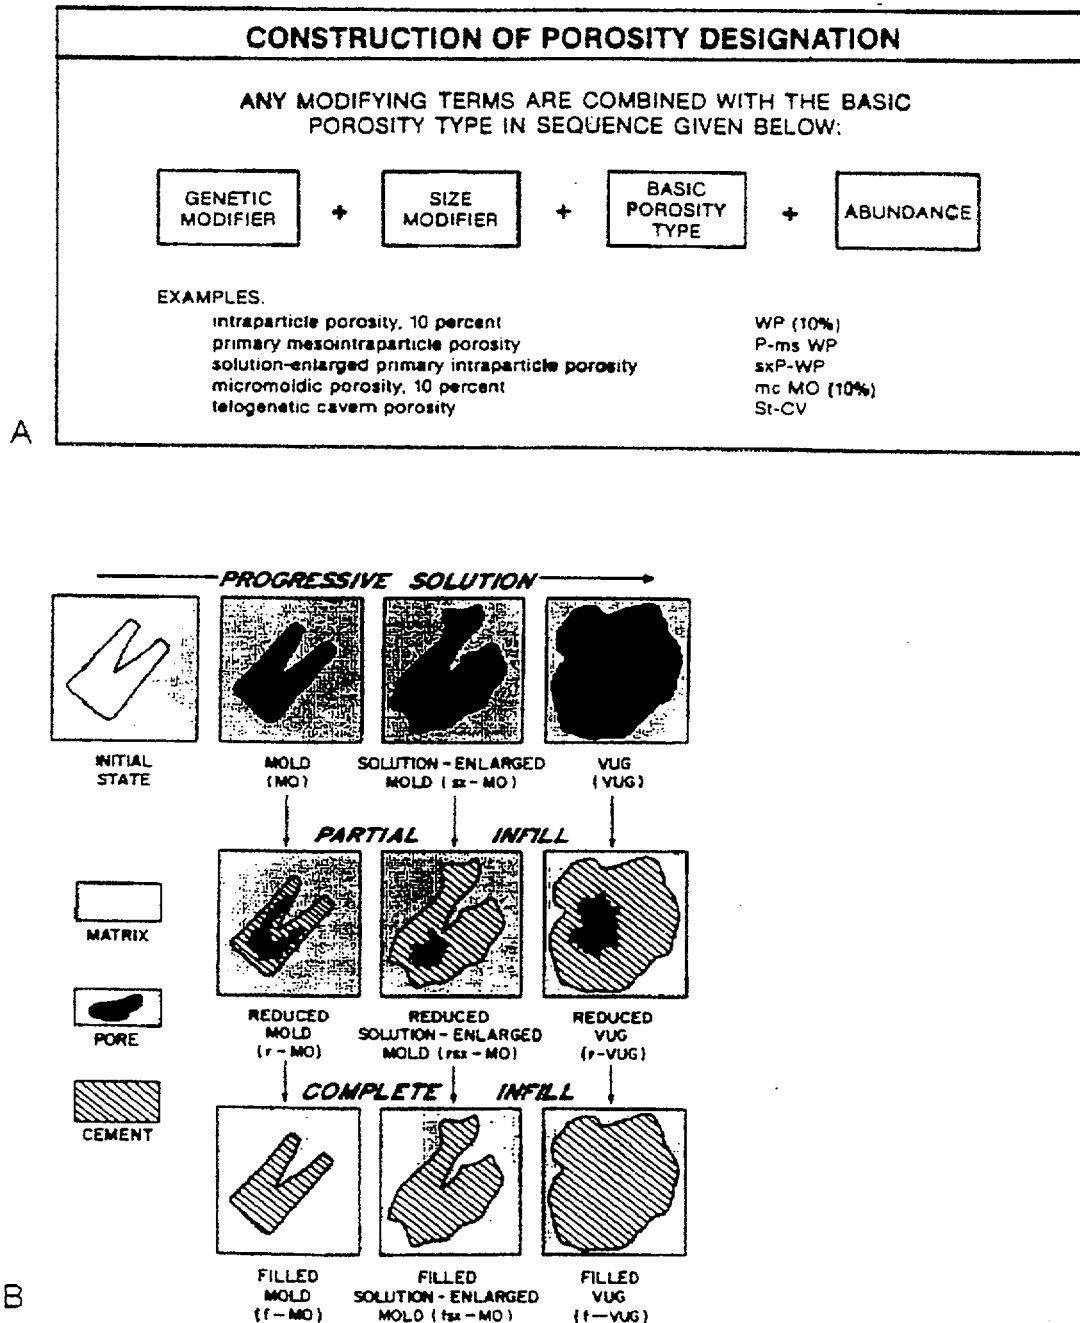 CONSTRUCTION OF POROSITY DESIGNATION
ANY MODIFYING TERMS ARE COMBINED WITH THE BASIC
POROSITY TYPE IN SEQUENCE GIVEN BELOW:
GENETIC
MODIFIER
+
SIZE
MODIFIER
+
BASIC
POROSITY
TYPE
+
ABUNDANCE
EXAMPLES.
intraparticle porosity, 10 percent WP (10%)
primary mesointraparticle porosity P-ms WP
solution-enlarged primary intraparticle porosity sxP-WP
micromoldic porosity, 10 percent mc MO (10%)
telogenetic cavern porosity St-CV
A
PROGRESSIVE SOLUTION
INITIAL
STATE
MOLD
(MO)
SOLUTION-ENLARGED
MOLD (sx-MO)
VUG
(VUG)
PARTIAL INFILL
MATRIX
PORE
CEMENT
REDUCED
MOLD
(r-MO)
REDUCED
SOLUTION-ENLARGED
MOLD (rsx-MO)
REDUCED
VUG
(r-VUG)
COMPLETE INFILL
FILLED
MOLD
(f-MO)
FILLED
SOLUTION-ENLARGED
MOLD (fsx-MO)
FILLED
VUG
(f-VUG)
B